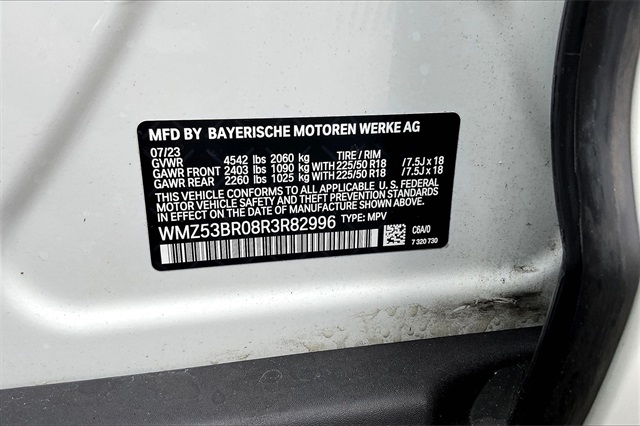 MFD BY BAYERISCHE MOTOREN WERKE AG
07/23 TIRE / RIM
GVWR 4542 lbs 2060 kg
GAWR FRONT 2403 lbs 1090 kg WITH 225/50 R18 / 7.5J x 18
GAWR REAR 2260 lbs 1025 kg WITH 225/50 R18 / 7.5J x 18
THIS VEHICLE CONFORMS TO ALL APPLICABLE U. S. FEDERAL
MOTOR VEHICLE SAFETY AND THEFT PREVENTION STANDARDS
IN EFFECT ON THE DATE OF MANUFACTURE SHOWN ABOVE.
WMZ53BR08R3R82996 TYPE: MPV
C6A/0
7 320 730